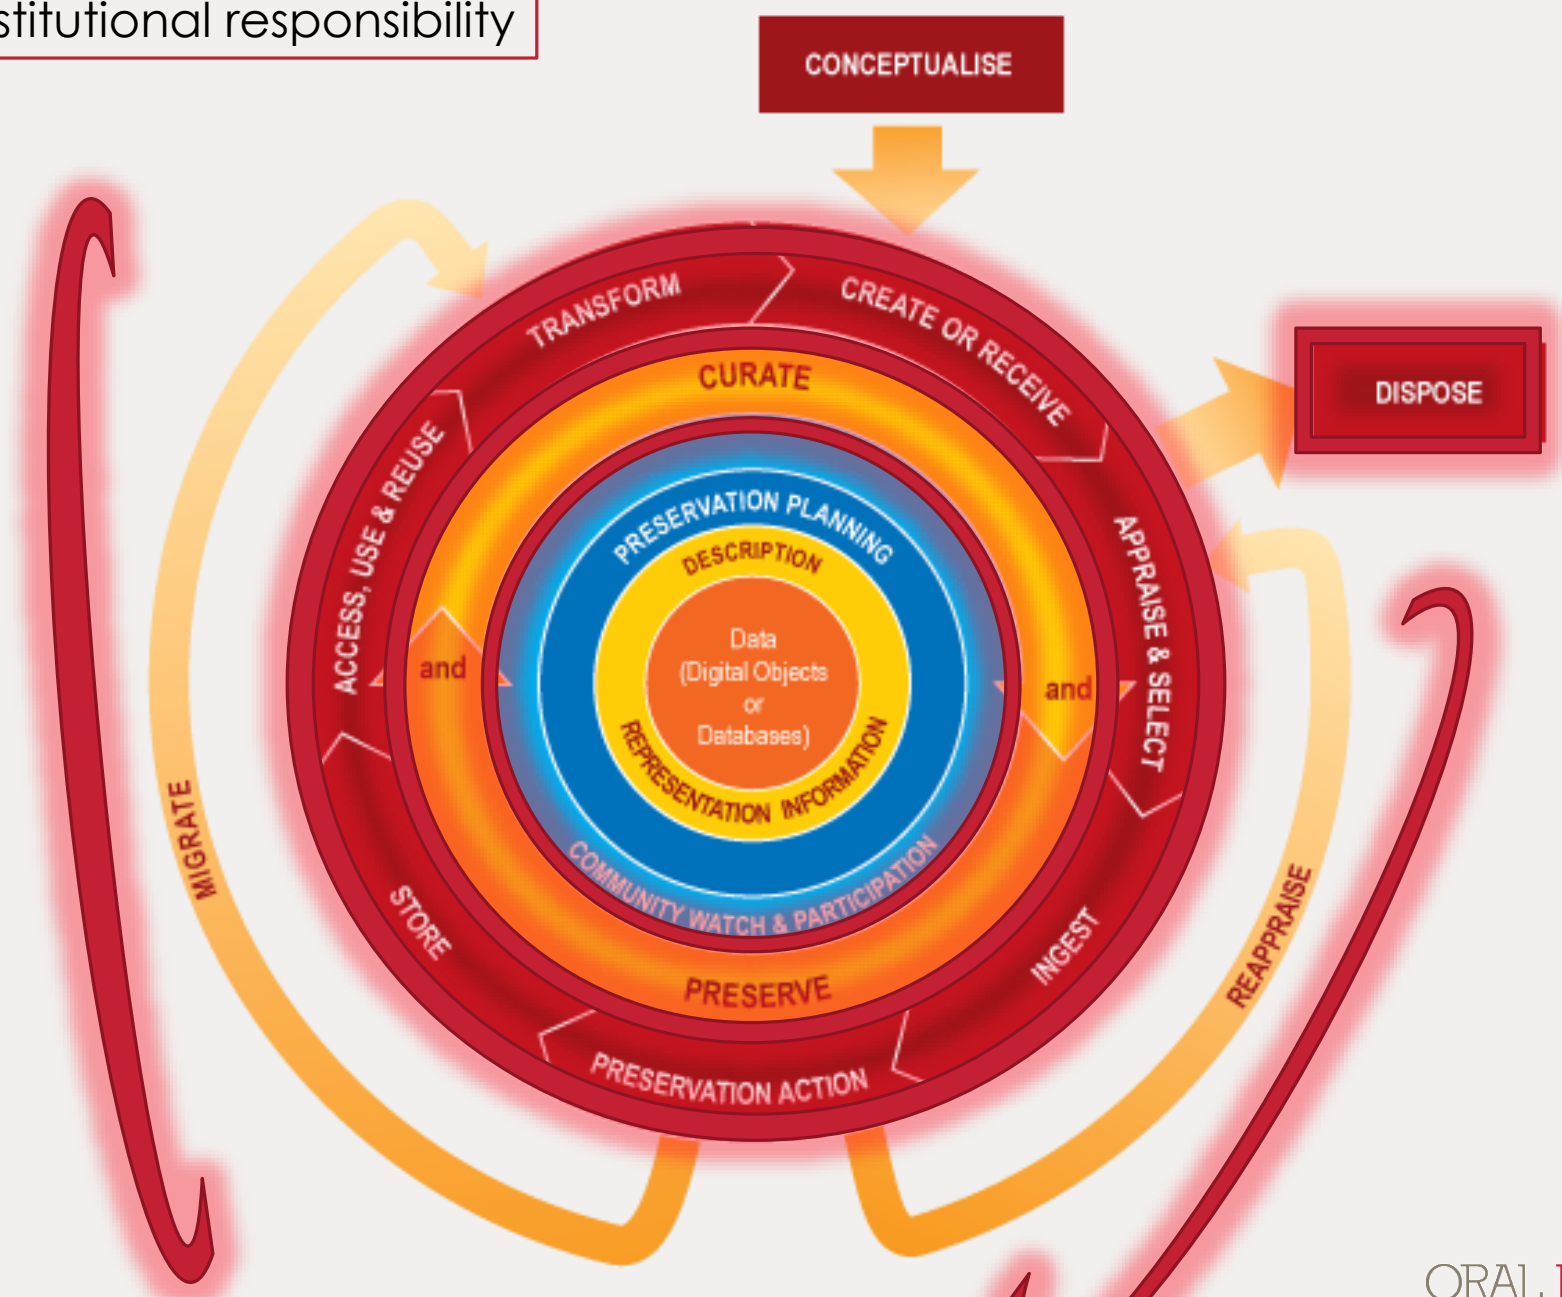 stitutional responsibility
CONCEPTUALISE
TRANSFORM
CREATE OR RECEIVE
DISPOSE
CURATE
ACCESS, USE & REUSE
APPRAISE & SELECT
PRESERVATION PLANNING
DESCRIPTION
Data
(Digital Objects
or
Databases)
and
and
REPRESENTATION INFORMATION
COMMUNITY WATCH & PARTICIPATION
MIGRATE
STORE
INGEST
REAPPRAISE
PRESERVE
PRESERVATION ACTION
ORAL